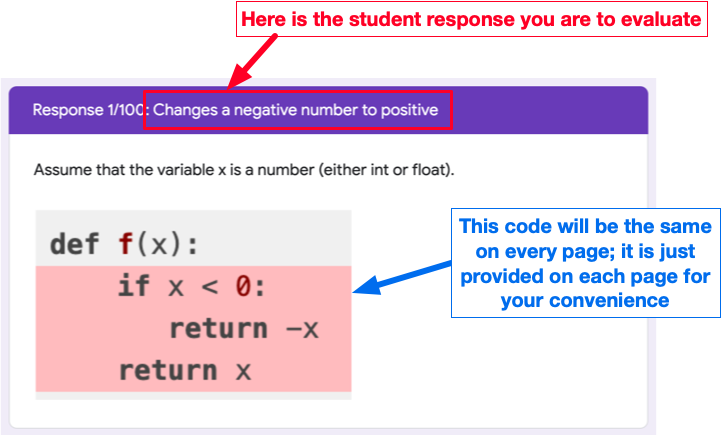 Here is the student response you are to evaluate
Response 1/100: Changes a negative number to positive
Assume that the variable x is a number (either int or float).
def f(x):
    if x < 0:
        return -x
    return x
This code will be the same
on every page; it is just
provided on each page for
your convenience